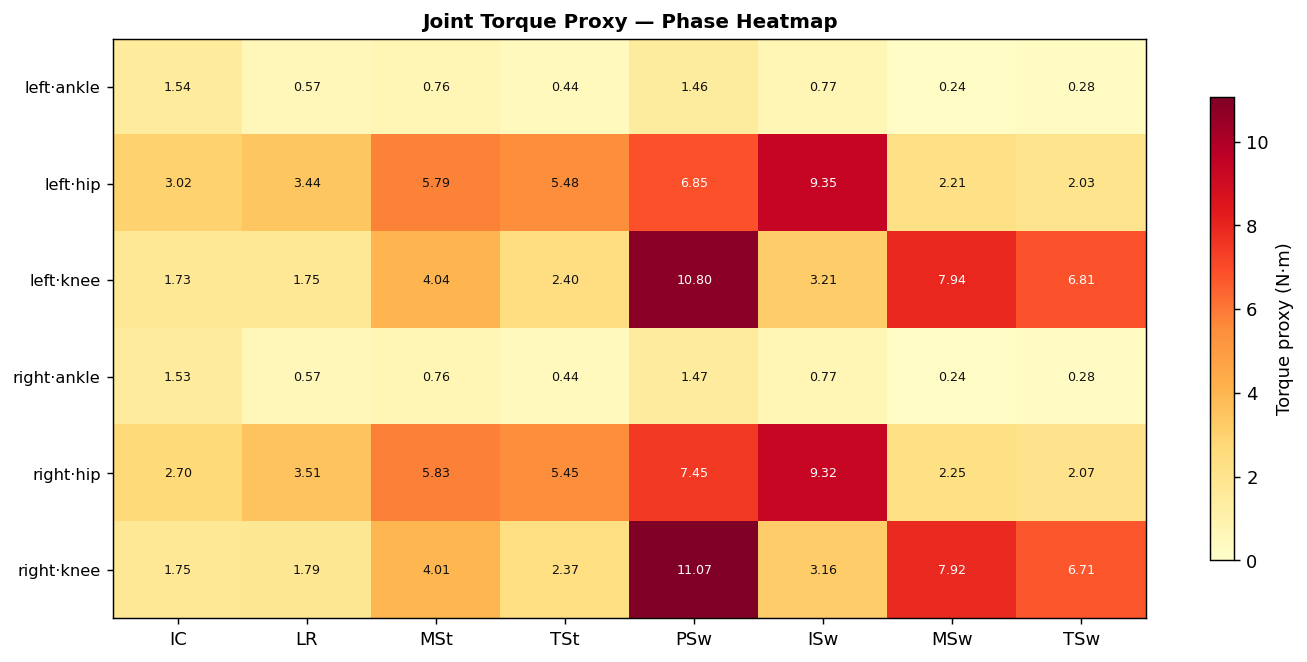 Joint Torque Proxy — Phase Heatmap
left·ankle 1.54 0.57 0.76 0.44 1.46 0.77 0.24 0.28
left·hip 3.02 3.44 5.79 5.48 6.85 9.35 2.21 2.03
left·knee 1.73 1.75 4.04 2.40 10.80 3.21 7.94 6.81
right·ankle 1.53 0.57 0.76 0.44 1.47 0.77 0.24 0.28
right·hip 2.70 3.51 5.83 5.45 7.45 9.32 2.25 2.07
right·knee 1.75 1.79 4.01 2.37 11.07 3.16 7.92 6.71
IC LR MSt TSt PSw ISw MSw TSw
10
8
6
4
2
0
Torque proxy (N·m)